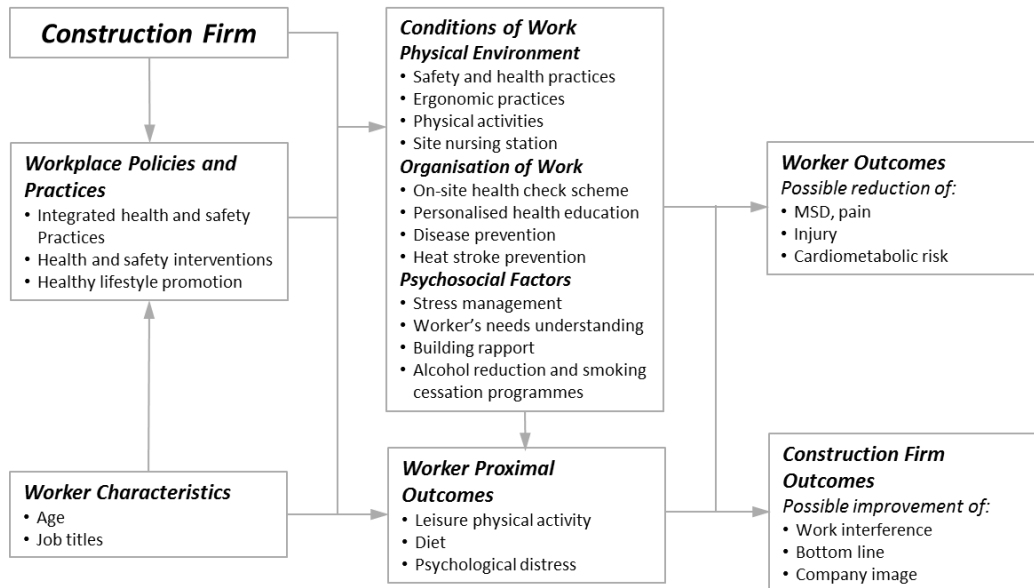 Construction Firm
Workplace Policies and
Practices
• Integrated health and safety
Practices
• Health and safety interventions
• Healthy lifestyle promotion
Worker Characteristics
• Age
• Job titles
Conditions of Work
Physical Environment
• Safety and health practices
• Ergonomic practices
• Physical activities
• Site nursing station
Organisation of Work
• On-site health check scheme
• Personalised health education
• Disease prevention
• Heat stroke prevention
Psychosocial Factors
• Stress management
• Worker’s needs understanding
• Building rapport
• Alcohol reduction and smoking
cessation programmes
Worker Proximal
Outcomes
• Leisure physical activity
• Diet
• Psychological distress
Worker Outcomes
Possible reduction of:
• MSD, pain
• Injury
• Cardiometabolic risk
Construction Firm
Outcomes
Possible improvement of:
• Work interference
• Bottom line
• Company image